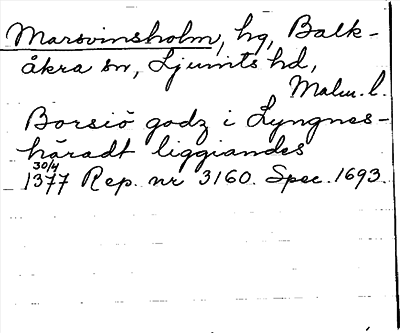 Marsvinsholm, hg, Balk-
åkra sn, Ljunits hd,
Malm. l.
Borsiö godz i Lyngnes-
häradt liggiandes
30/4
1377 Rep. nr 3160. Spec. 1693.